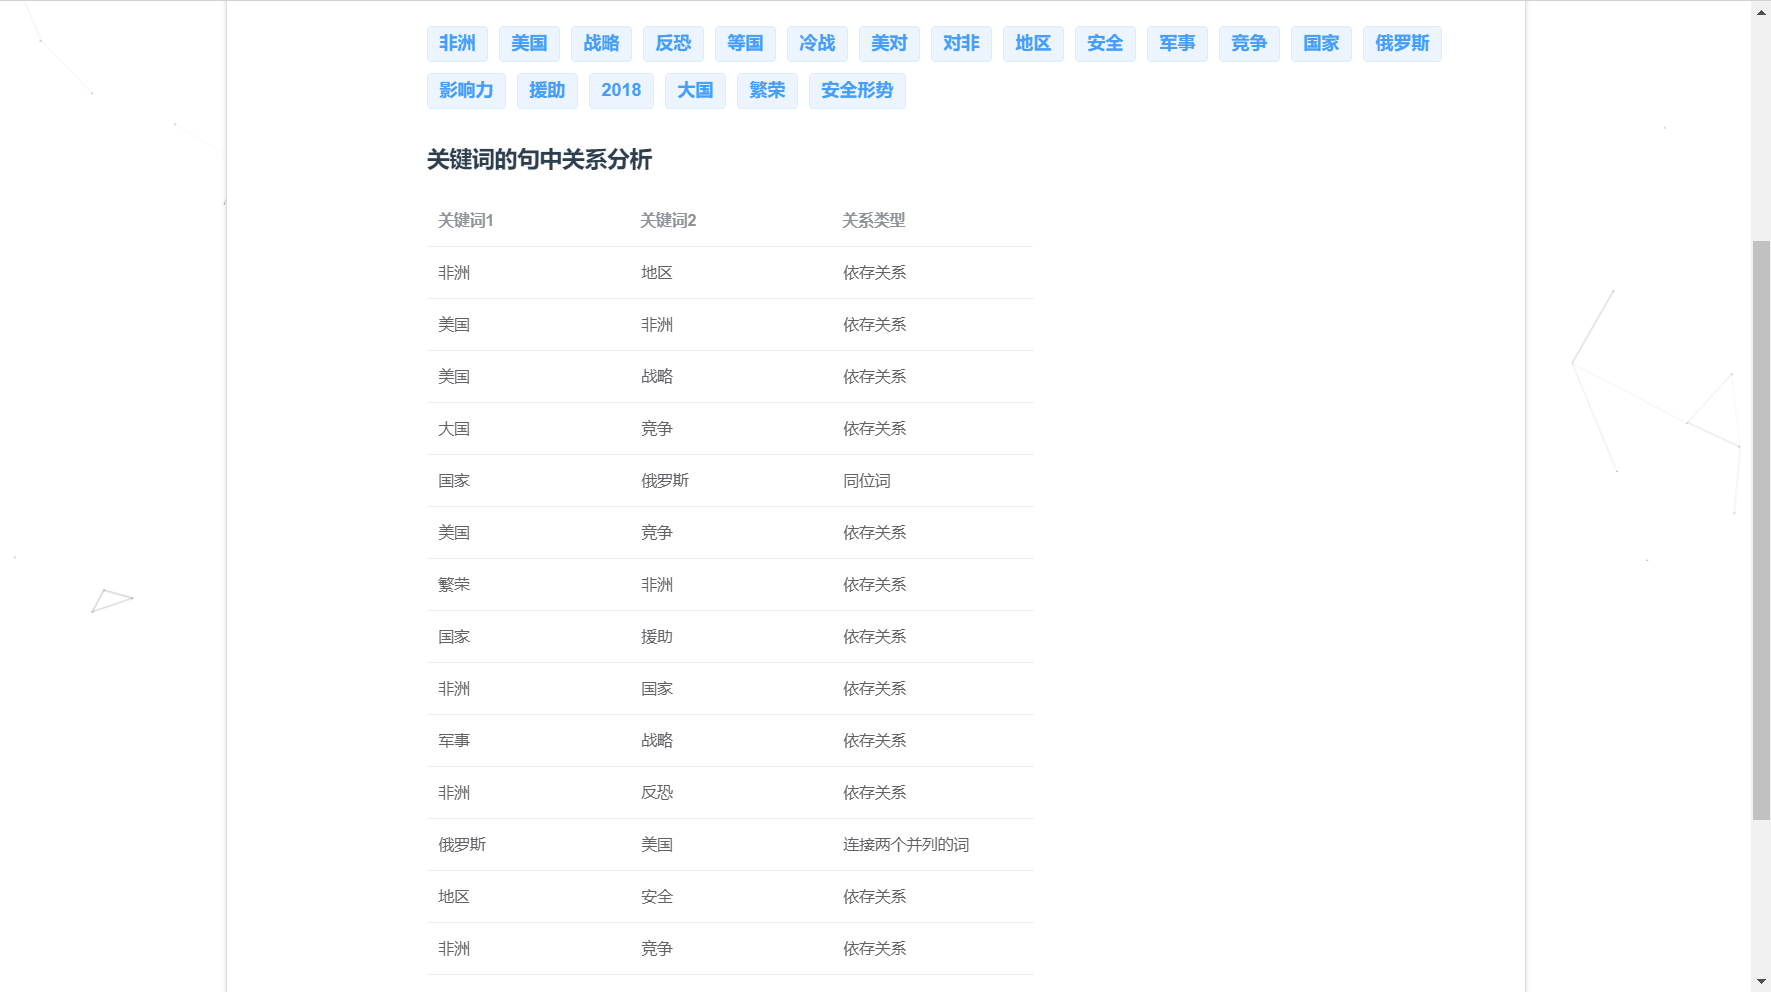 非洲 美国 战略 反恐 等国 冷战 美对 对非 地区 安全 军事 竞争 国家 俄罗斯
影响力 援助 2018 大国 繁荣 安全形势
关键词的句中关系分析
关键词1 关键词2 关系类型
非洲 地区 依存关系
美国 非洲 依存关系
美国 战略 依存关系
大国 竞争 依存关系
国家 俄罗斯 同位词
美国 竞争 依存关系
繁荣 非洲 依存关系
国家 援助 依存关系
非洲 国家 依存关系
军事 战略 依存关系
非洲 反恐 依存关系
俄罗斯 美国 连接两个并列的词
地区 安全 依存关系
非洲 竞争 依存关系